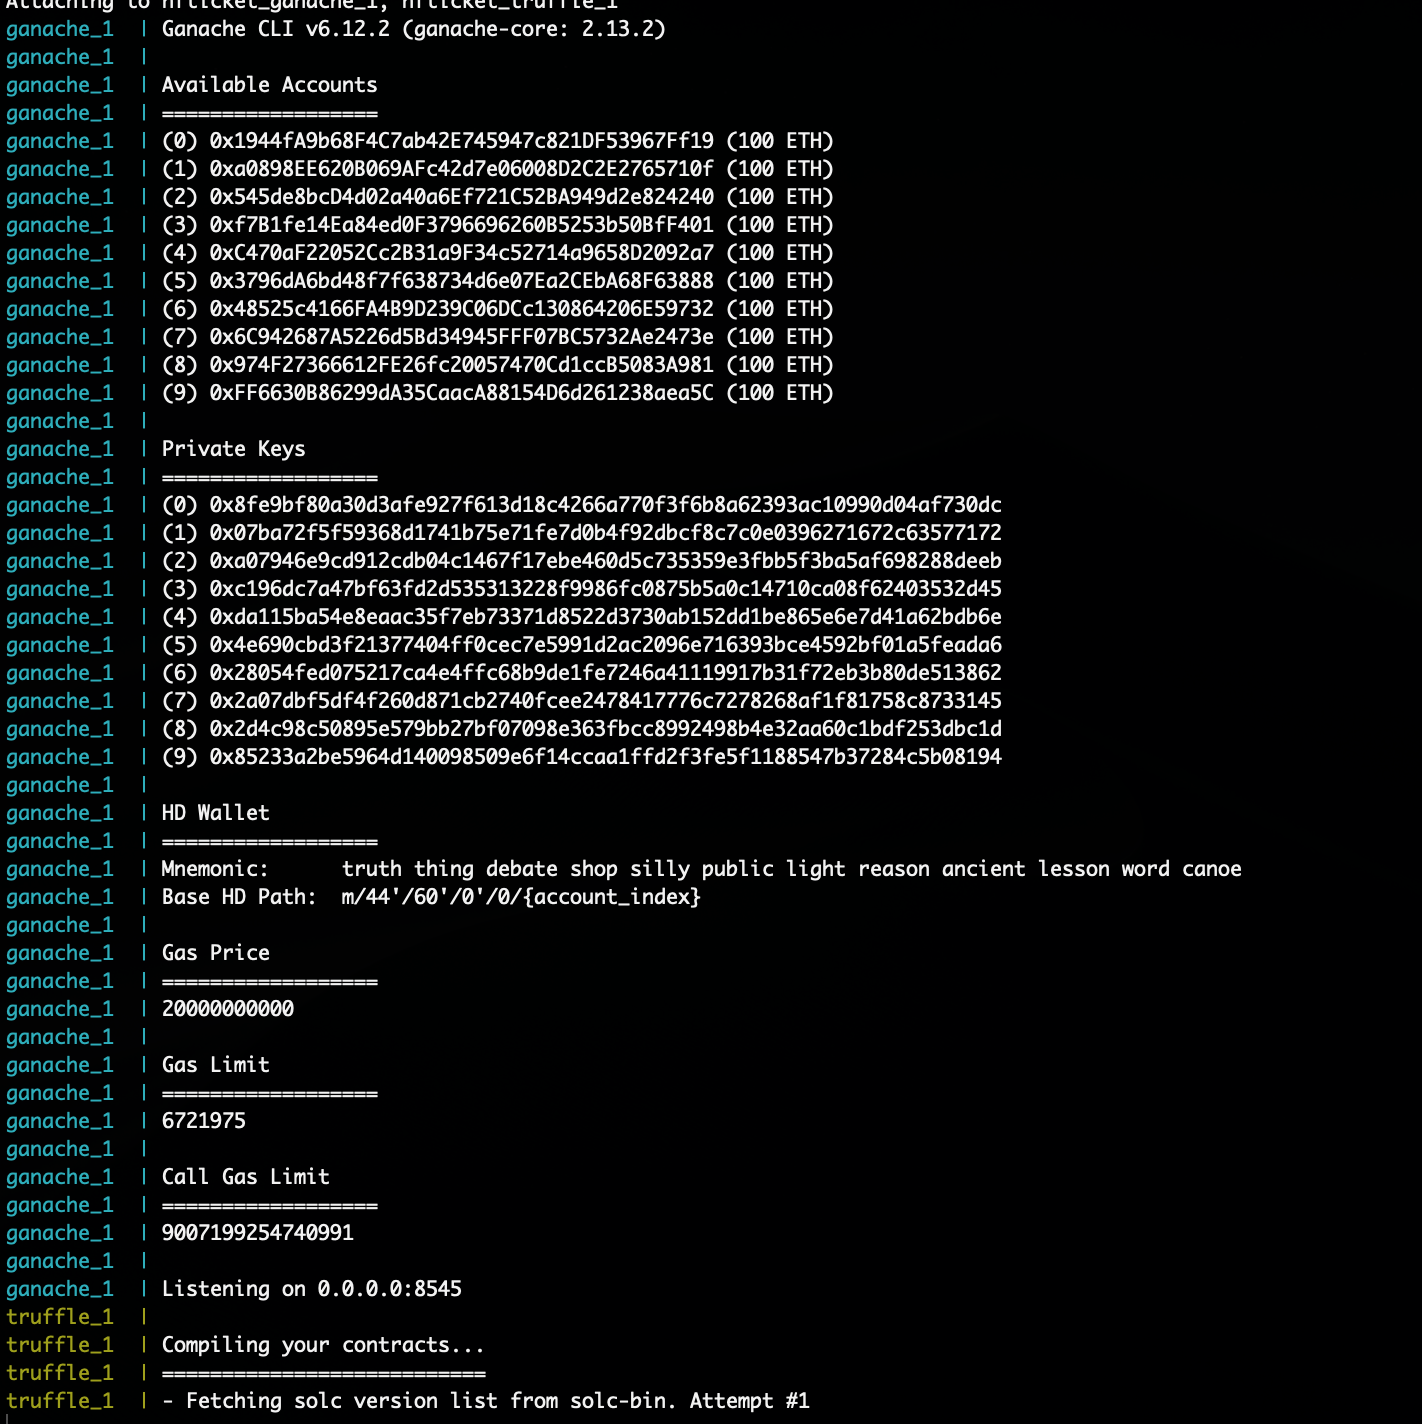 Attaching to nfticket_ganache_1, nfticket_truffle_1
ganache_1 | Ganache CLI v6.12.2 (ganache-core: 2.13.2)
ganache_1 |
ganache_1 | Available Accounts
ganache_1 | ==================
ganache_1 | (0) 0x1944fA9b68F4C7ab42E745947c821DF53967Ff19 (100 ETH)
ganache_1 | (1) 0xa0898EE620B069AFc42d7e06008D2C2E2765710f (100 ETH)
ganache_1 | (2) 0x545de8bcD4d02a40a6Ef721C52BA949d2e824240 (100 ETH)
ganache_1 | (3) 0xf7B1fe14Ea84ed0F3796696260B5253b50BfF401 (100 ETH)
ganache_1 | (4) 0xC470aF22052Cc2B31a9F34c52714a9658D2092a7 (100 ETH)
ganache_1 | (5) 0x3796dA6bd48f7f638734d6e07Ea2CEbA68F63888 (100 ETH)
ganache_1 | (6) 0x48525c4166FA4B9D239C06DCc130864206E59732 (100 ETH)
ganache_1 | (7) 0x6C942687A5226d5Bd34945FFF07BC5732Ae2473e (100 ETH)
ganache_1 | (8) 0x974F27366612FE26fc20057470Cd1ccB5083A981 (100 ETH)
ganache_1 | (9) 0xFF6630B86299dA35CaacA88154D6d261238aea5C (100 ETH)
ganache_1 |
ganache_1 | Private Keys
ganache_1 | ==================
ganache_1 | (0) 0x8fe9bf80a30d3afe927f613d18c4266a770f3f6b8a62393ac10990d04af730dc
ganache_1 | (1) 0x07ba72f5f59368d1741b75e71fe7d0b4f92dbcf8c7c0e0396271672c63577172
ganache_1 | (2) 0xa07946e9cd912cdb04c1467f17ebe460d5c735359e3fbb5f3ba5af698288deeb
ganache_1 | (3) 0xc196dc7a47bf63fd2d535313228f9986fc0875b5a0c14710ca08f62403532d45
ganache_1 | (4) 0xda115ba54e8eaac35f7eb73371d8522d3730ab152dd1be865e6e7d41a62bdb6e
ganache_1 | (5) 0x4e690cbd3f21377404ff0cec7e5991d2ac2096e716393bce4592bf01a5feada6
ganache_1 | (6) 0x28054fed075217ca4e4ffc68b9de1fe7246a41119917b31f72eb3b80de513862
ganache_1 | (7) 0x2a07dbf5df4f260d871cb2740fcee2478417776c7278268af1f81758c8733145
ganache_1 | (8) 0x2d4c98c50895e579bb27bf07098e363fbcc8992498b4e32aa60c1bdf253dbc1d
ganache_1 | (9) 0x85233a2be5964d140098509e6f14ccaa1ffd2f3fe5f1188547b37284c5b08194
ganache_1 |
ganache_1 | HD Wallet
ganache_1 | ==================
ganache_1 | Mnemonic:      truth thing debate shop silly public light reason ancient lesson word canoe
ganache_1 | Base HD Path:  m/44'/60'/0'/0/{account_index}
ganache_1 |
ganache_1 | Gas Price
ganache_1 | ==================
ganache_1 | 20000000000
ganache_1 |
ganache_1 | Gas Limit
ganache_1 | ==================
ganache_1 | 6721975
ganache_1 |
ganache_1 | Call Gas Limit
ganache_1 | ==================
ganache_1 | 9007199254740991
ganache_1 |
ganache_1 | Listening on 0.0.0.0:8545
truffle_1 |
truffle_1 | Compiling your contracts...
truffle_1 | ===========================
truffle_1 | - Fetching solc version list from solc-bin. Attempt #1